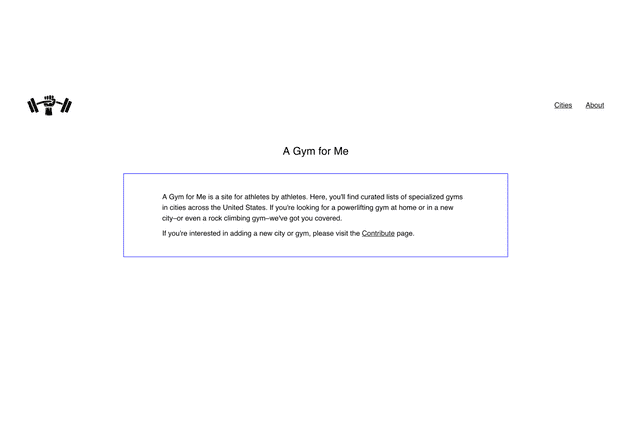 Cities About
A Gym for Me
A Gym for Me is a site for athletes by athletes. Here, you'll find curated lists of specialized gyms
in cities across the United States. If you're looking for a powerlifting gym at home or in a new
city–or even a rock climbing gym–we've got you covered.
If you're interested in adding a new city or gym, please visit the Contribute page.